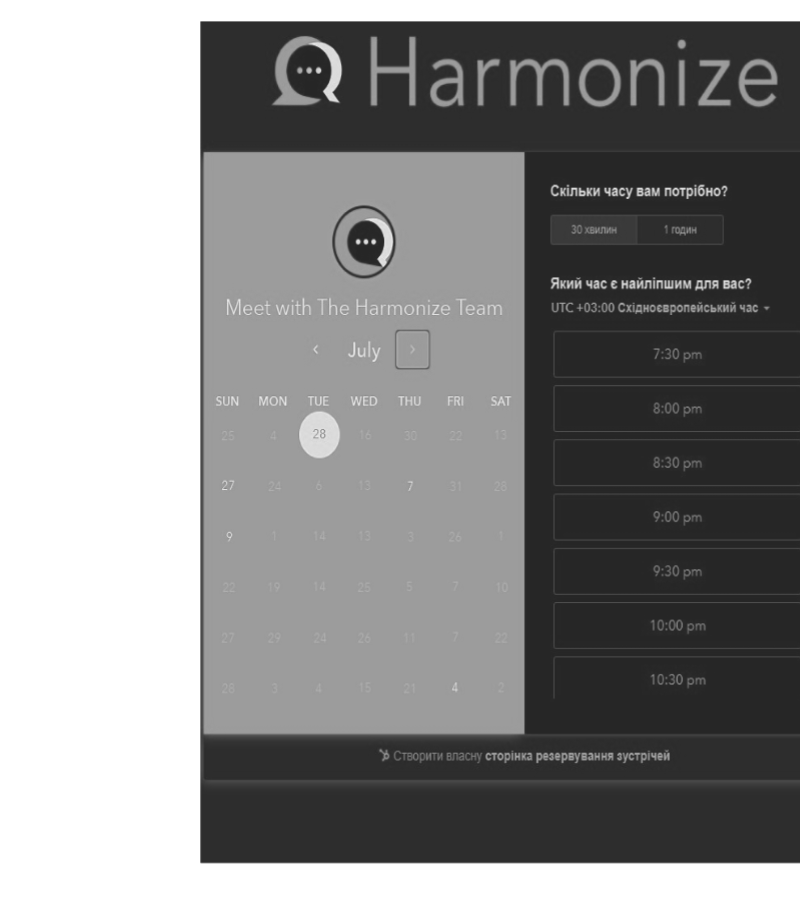 Harmonize
Meet with The Harmonize Team
July
SUN MON TUE WED THU FRI SAT
25 4 28 16 30 22 13
27 24 6 13 7 31 28
9 1 14 13 3 26 1
22 19 14 25 5 7 10
27 29 24 26 11 7 22
28 3 4 15 21 4 2
Скільки часу вам потрібно?
30 хвилин 1 годин
Який час є найліпшим для вас?
UTC +03:00 Східноєвропейський час
7:30 pm
8:00 pm
8:30 pm
9:00 pm
9:30 pm
10:00 pm
10:30 pm
Створити власну сторінка резервування зустрічей